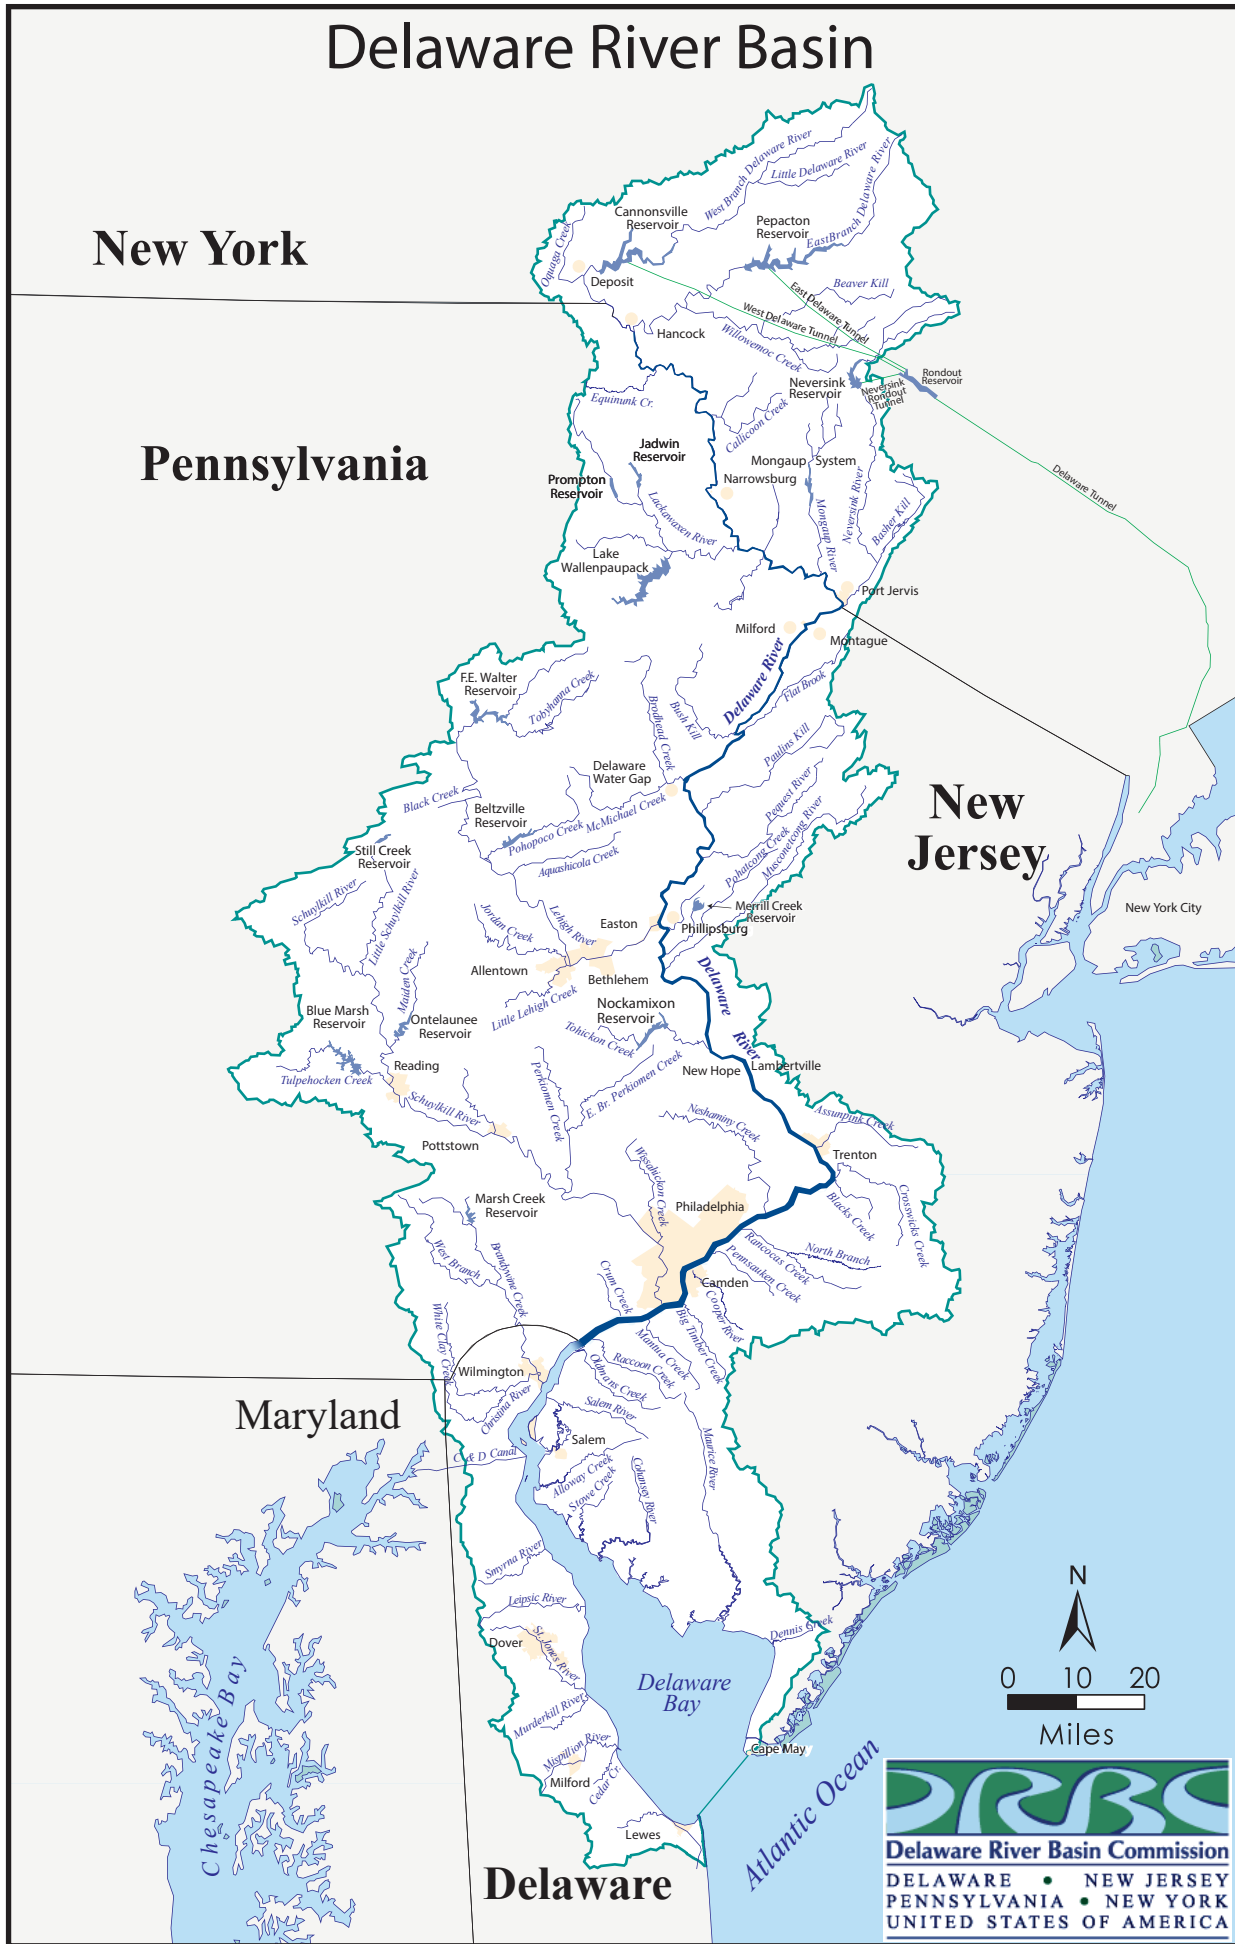 Delaware River Basin
New York
Pennsylvania
New
Jersey
Maryland
Delaware
West Branch Delaware River
Little Delaware River
EastBranch Delaware River
Cannonsville
Reservoir
Pepacton
Reservoir
Oquaga Creek
Deposit
Beaver Kill
East Delaware Tunnel
West Delaware Tunnel
Hancock
Willowemoc Creek
Neversink
Reservoir
Rondout
Reservoir
Neversink
Rondout
Tunnel
Equinunk Cr.
Callicoon Creek
Jadwin
Reservoir
Prompton
Reservoir
Mongaup System
Narrowsburg
Delaware Tunnel
Lackawaxen River
Mongaup River
Neversink River
Basher Kill
Lake
Wallenpaupack
Port Jervis
Milford
Montague
Delaware River
Flat Brook
F.E. Walter
Reservoir
Tobyhanna Creek
Brodhead Creek
Bush Kill
Paulins Kill
Delaware
Water Gap
Pequest River
Black Creek
Beltzville
Reservoir
Pohopoco Creek
McMichael Creek
Aquashicola Creek
Pohatcong Creek
Musconetcong River
Still Creek
Reservoir
Schuylkill River
Little Schuylkill River
Merrill Creek
Reservoir
New York City
Jordan Creek
Lehigh River
Easton
Phillipsburg
Maiden Creek
Allentown
Bethlehem
Delaware
River
Little Lehigh Creek
Nockamixon
Reservoir
Blue Marsh
Reservoir
Ontelaunee
Reservoir
Tohickon Creek
Reading
Tulpehocken Creek
New Hope
Lambertville
Perkiomen Creek
E. Br. Perkiomen Creek
Schuylkill River
Neshaminy Creek
Assunpink Creek
Pottstown
Trenton
Wissahickon Creek
Marsh Creek
Reservoir
Philadelphia
Blacks Creek
Crosswicks Creek
West Branch
Brandywine Creek
Rancocas Creek
North Branch
Pennsauken Creek
Crum Creek
Camden
Cooper River
White Clay Creek
Big Timber Creek
Mantua Creek
Raccoon Creek
Oldmans Creek
Wilmington
Christina River
Salem River
Salem
C & D Canal
Alloway Creek
Stowe Creek
Cohansey River
Maurice River
Smyrna River
Leipsic River
Dennis Creek
Dover
St. Jones River
Delaware
Bay
Murderkill River
Cape May
Mispillion River
Milford
Cedar Cr.
Lewes
Chesapeake Bay
Atlantic Ocean
N
0 10 20
Miles
DRBC
Delaware River Basin Commission
DELAWARE • NEW JERSEY
PENNSYLVANIA • NEW YORK
UNITED STATES OF AMERICA